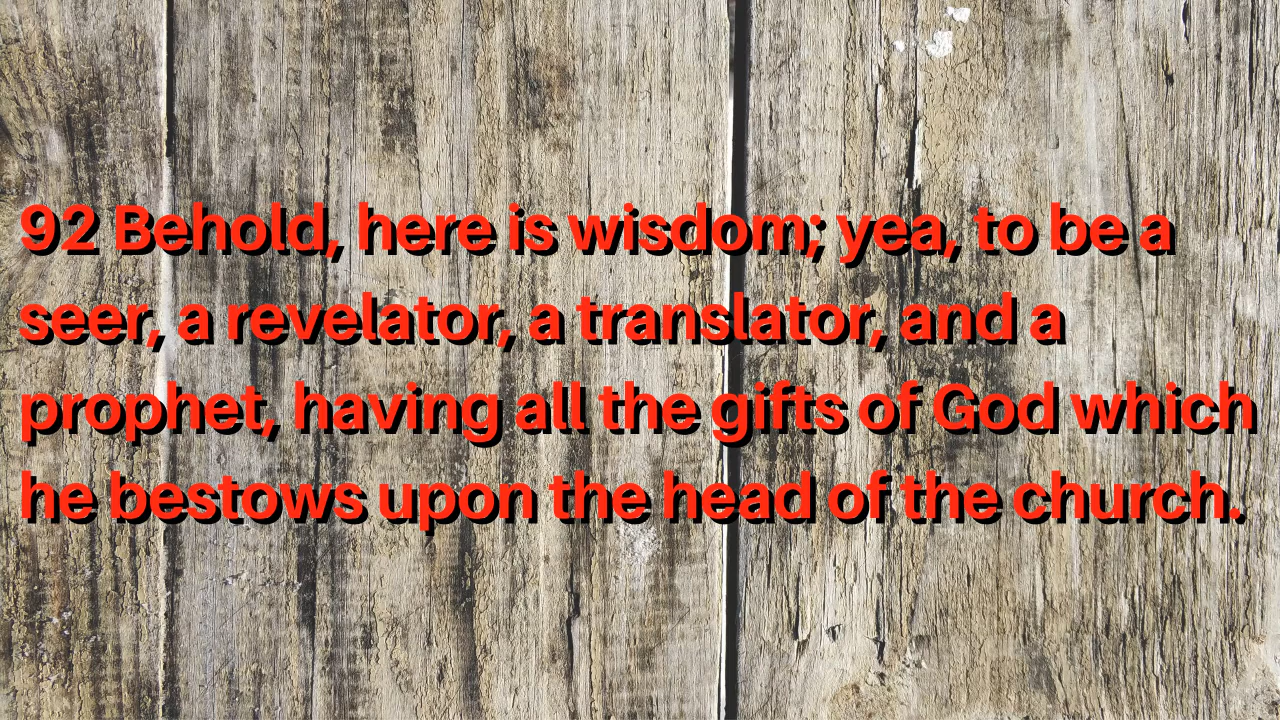 92 Behold, here is wisdom; yea, to be a
seer, a revelator, a translator, and a
prophet, having all the gifts of God which
he bestows upon the head of the church.